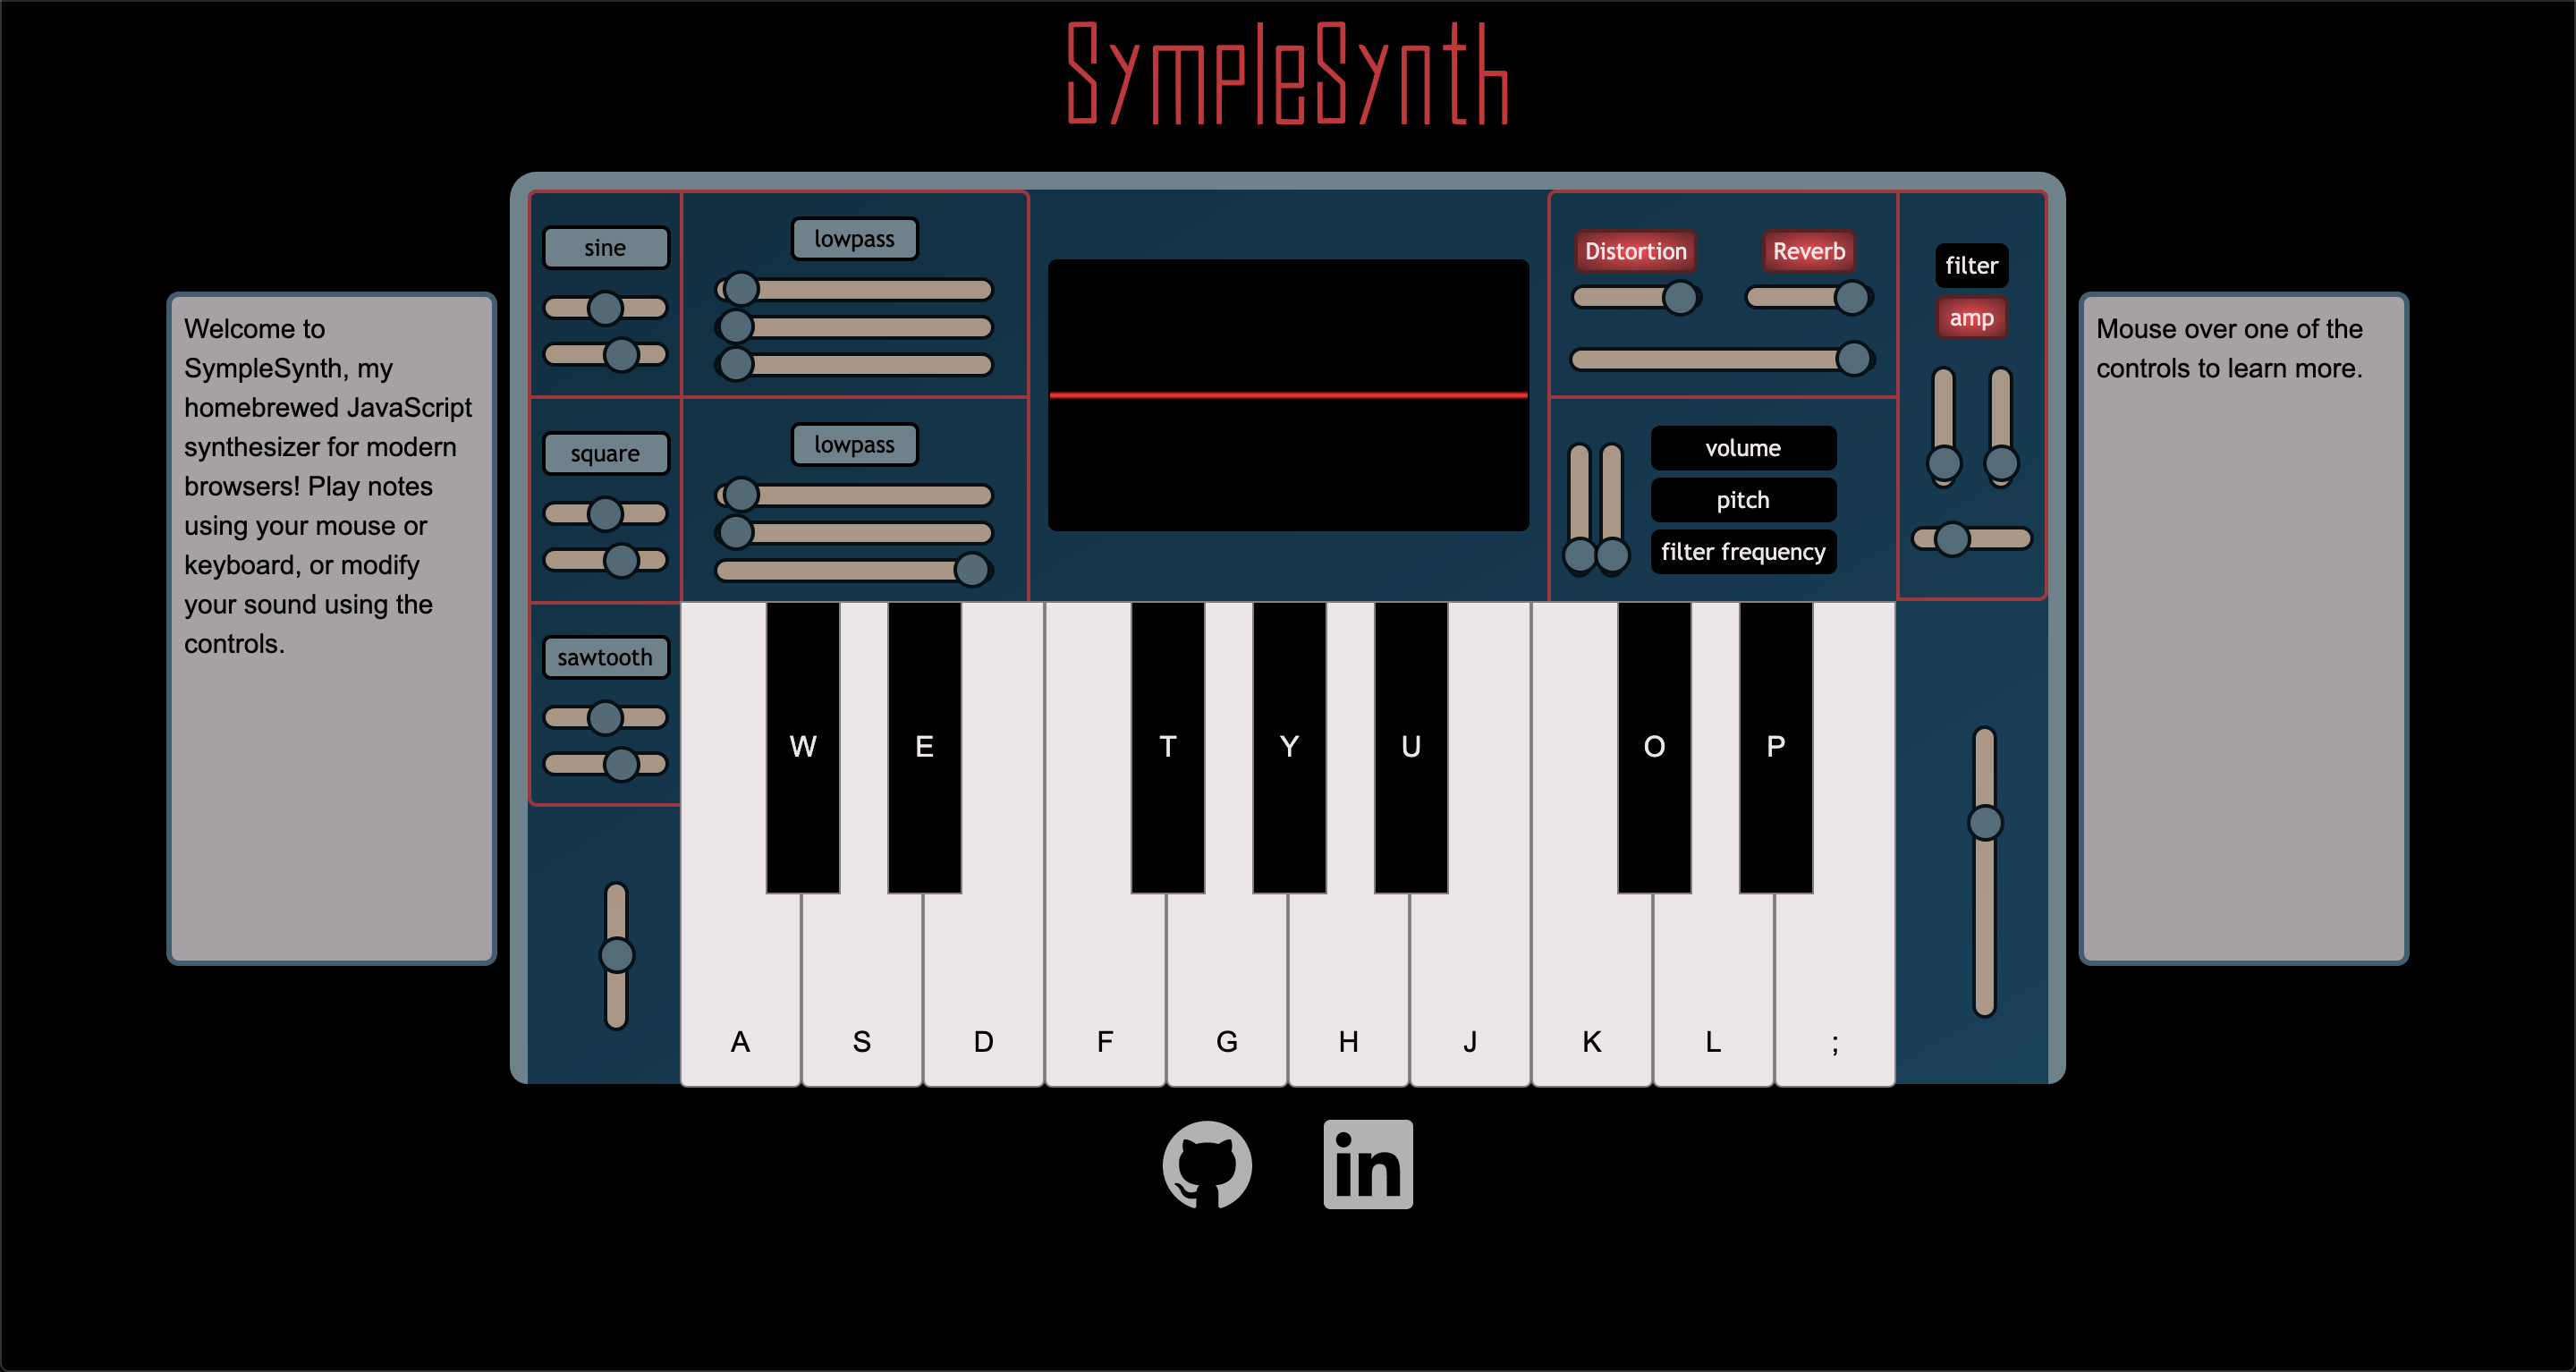 SympleSynth
Welcome to
SympleSynth, my
homebrewed JavaScript
synthesizer for modern
browsers! Play notes
using your mouse or
keyboard, or modify
your sound using the
controls.
sine
lowpass
square
lowpass
sawtooth
Distortion Reverb
filter
amp
volume
pitch
filter frequency
W E T Y U O P
A S D F G H J K L ;
Mouse over one of the
controls to learn more.
in